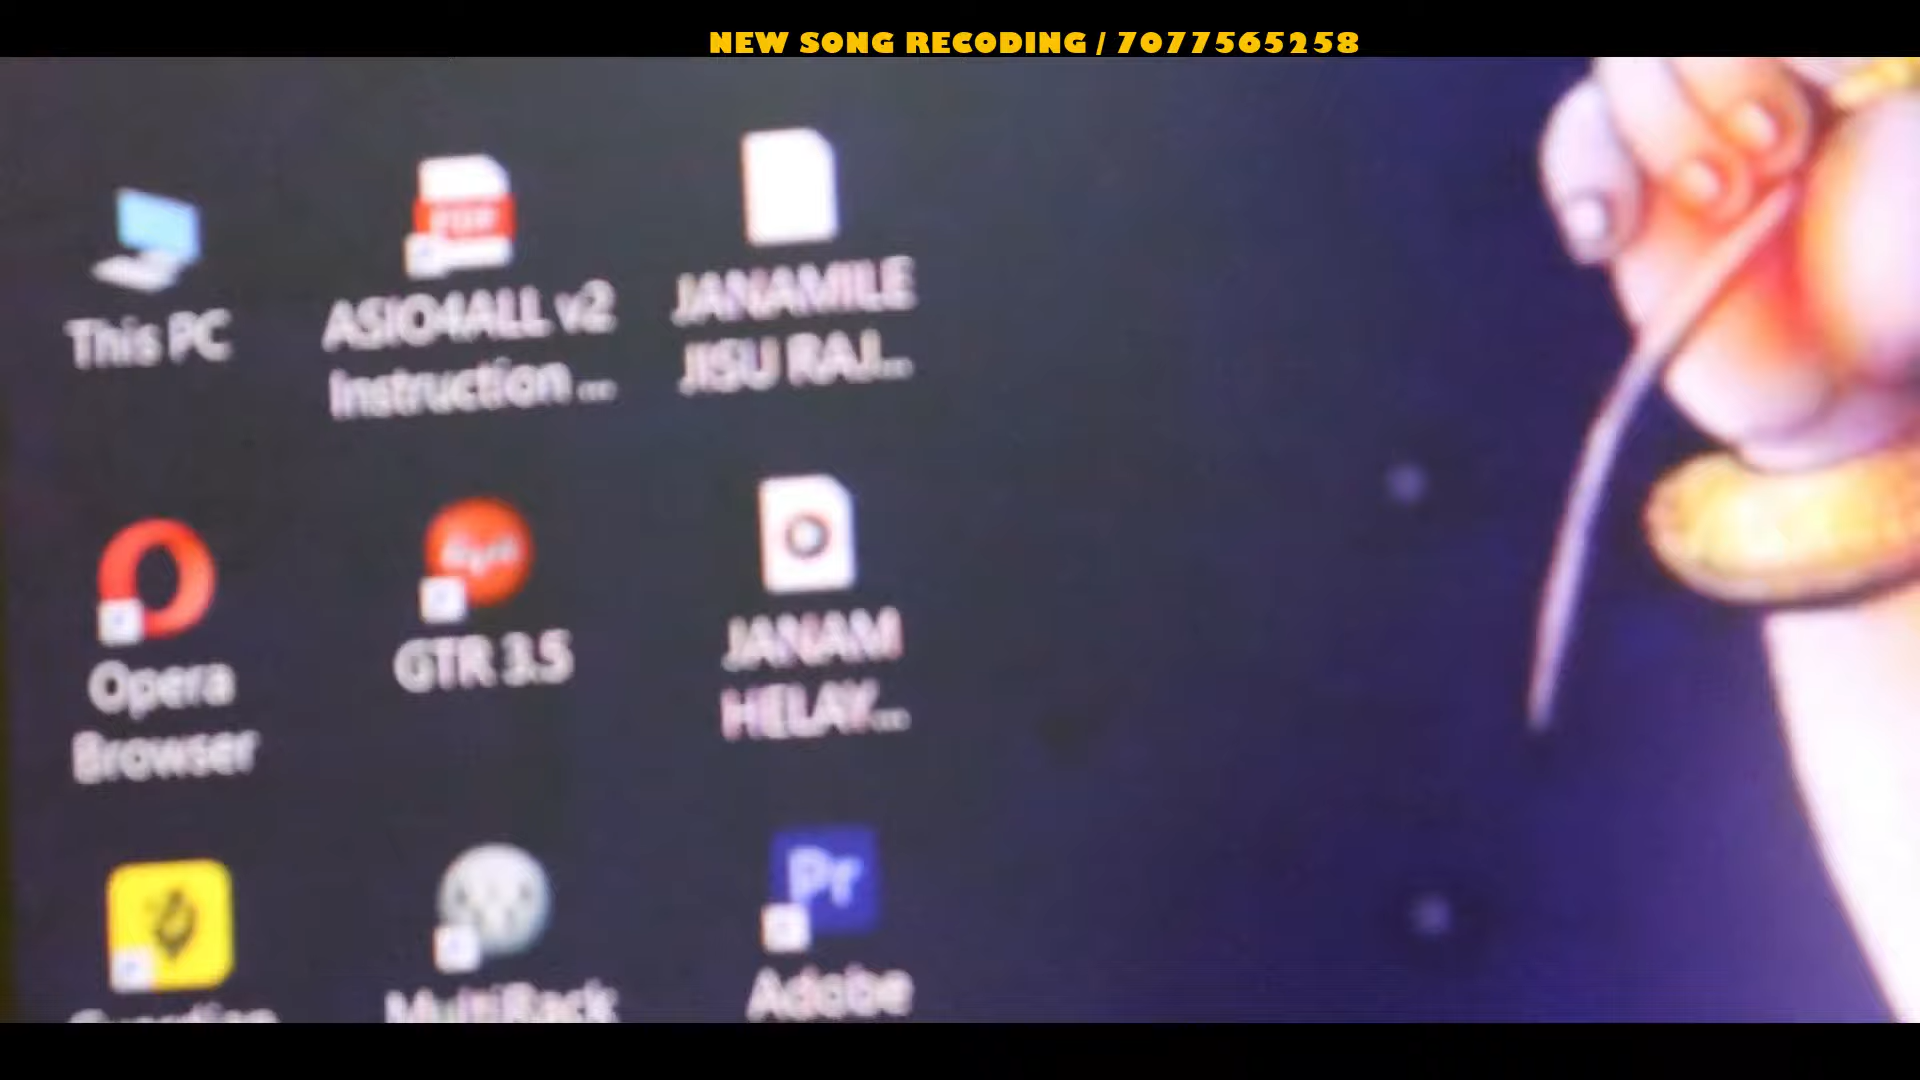 NEW SONG RECODING / 7077565258
This PC
ASIO4ALL v2
Instruction ...
JANAMILE
JISU RAJ...
Opera
Browser
GTR 3.5
JANAM
HELAY...
Pr
MultiRack
Adobe